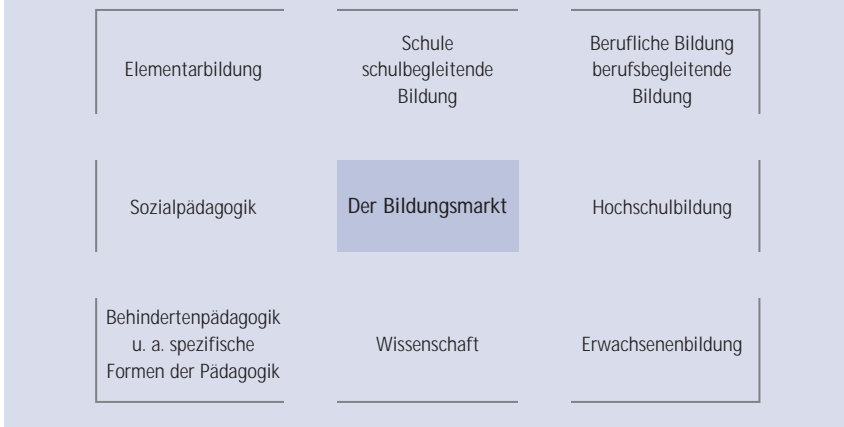 Elementarbildung
Schule
schulbegleitende
Bildung
Berufliche Bildung
berufsbegleitende
Bildung
Sozialpädagogik
Der Bildungsmarkt
Hochschulbildung
Behindertenpädagogik
u. a. spezifische
Formen der Pädagogik
Wissenschaft
Erwachsenenbildung